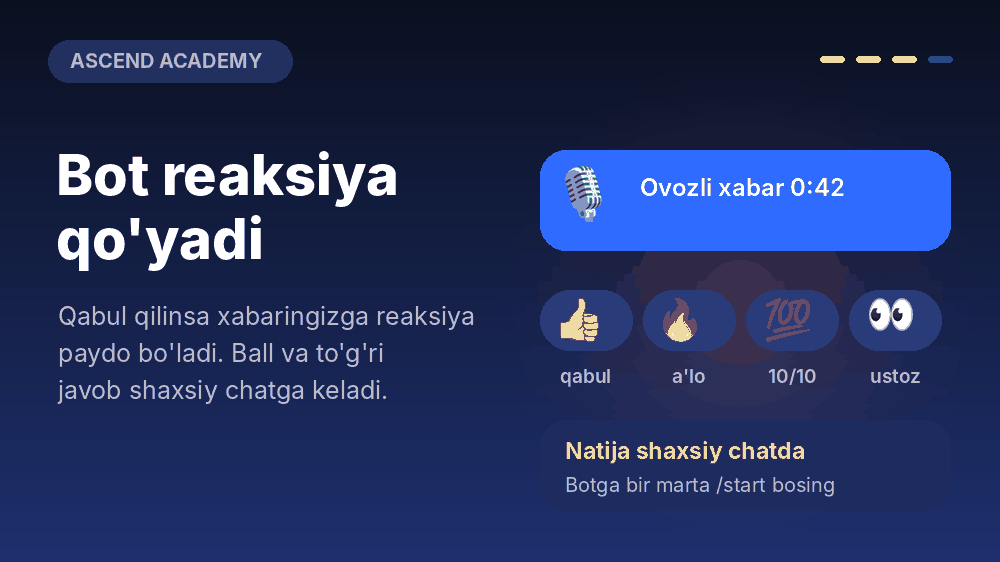 ASCEND ACADEMY
Bot reaksiya
qo'yadi
Qabul qilinsa xabaringizga reaksiya
paydo bo'ladi. Ball va to'g'ri
javob shaxsiy chatga keladi.
Ovozli xabar 0:42
100
qabul
a'lo
10/10
ustoz
Natija shaxsiy chatda
Botga bir marta /start bosing